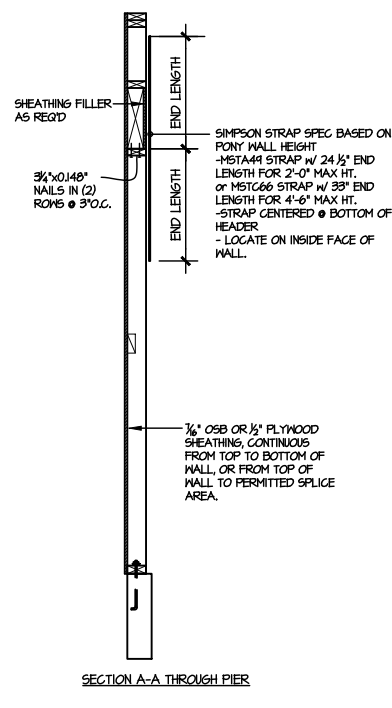 END LENGTH
SHEATHING FILLER
AS REQ'D
SIMPSON STRAP SPEC BASED ON
PONY WALL HEIGHT
-MSTA49 STRAP W/ 24 ½" END
LENGTH FOR 2'-0" MAX HT.
or MSTC66 STRAP W/ 33" END
LENGTH FOR 4'-6" MAX HT.
-STRAP CENTERED @ BOTTOM OF
HEADER
- LOCATE ON INSIDE FACE OF
WALL.
3¼"x0.148"
NAILS IN (2)
ROWS @ 3"O.C.
END LENGTH
7/16" OSB OR ½" PLYWOOD
SHEATHING, CONTINUOUS
FROM TOP TO BOTTOM OF
WALL, OR FROM TOP OF
WALL TO PERMITTED SPLICE
AREA.
SECTION A-A THROUGH PIER